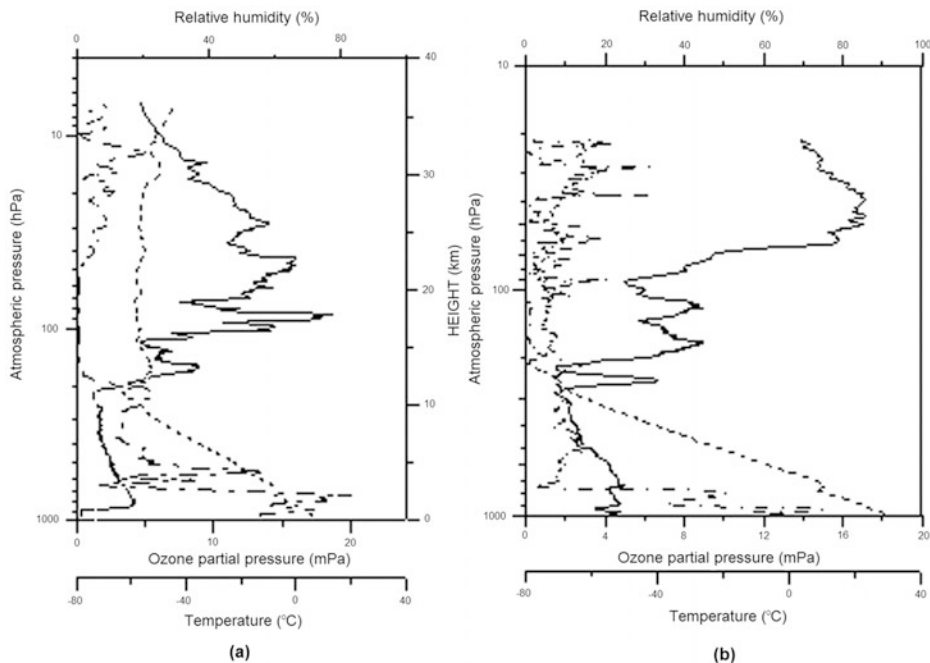 Relative humidity (%)
0 20 40 60 80 100
Atmospheric pressure (hPa)
10
100
1000
HEIGHT (km)
40
30
20
10
0
0 10 20
Ozone partial pressure (mPa)
-80 -40 0 40
Temperature (°C)
(a)
Relative humidity (%)
0 20 40 60 80 100
Atmospheric pressure (hPa)
10
100
1000
0 4 8 12 16 20
Ozone partial pressure (mPa)
-80 -40 0 40
Temperature (°C)
(b)